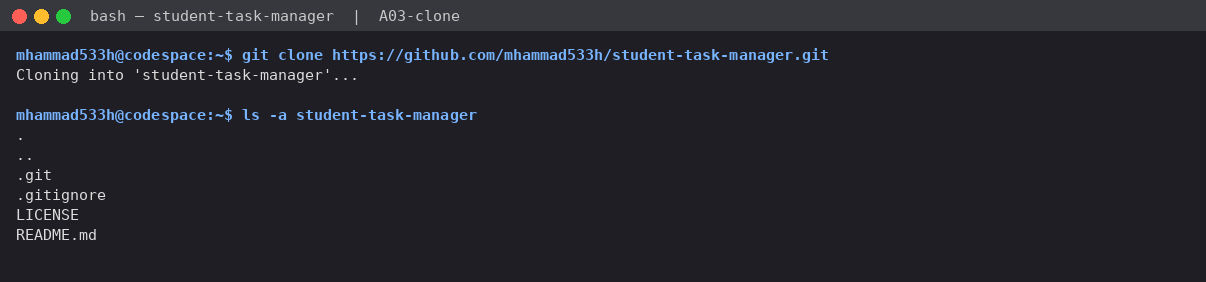 bash — student-task-manager  |  A03-clone
mhammad533h@codespace:~$ git clone https://github.com/mhammad533h/student-task-manager.git
Cloning into 'student-task-manager'...
mhammad533h@codespace:~$ ls -a student-task-manager
.
..
.git
.gitignore
LICENSE
README.md